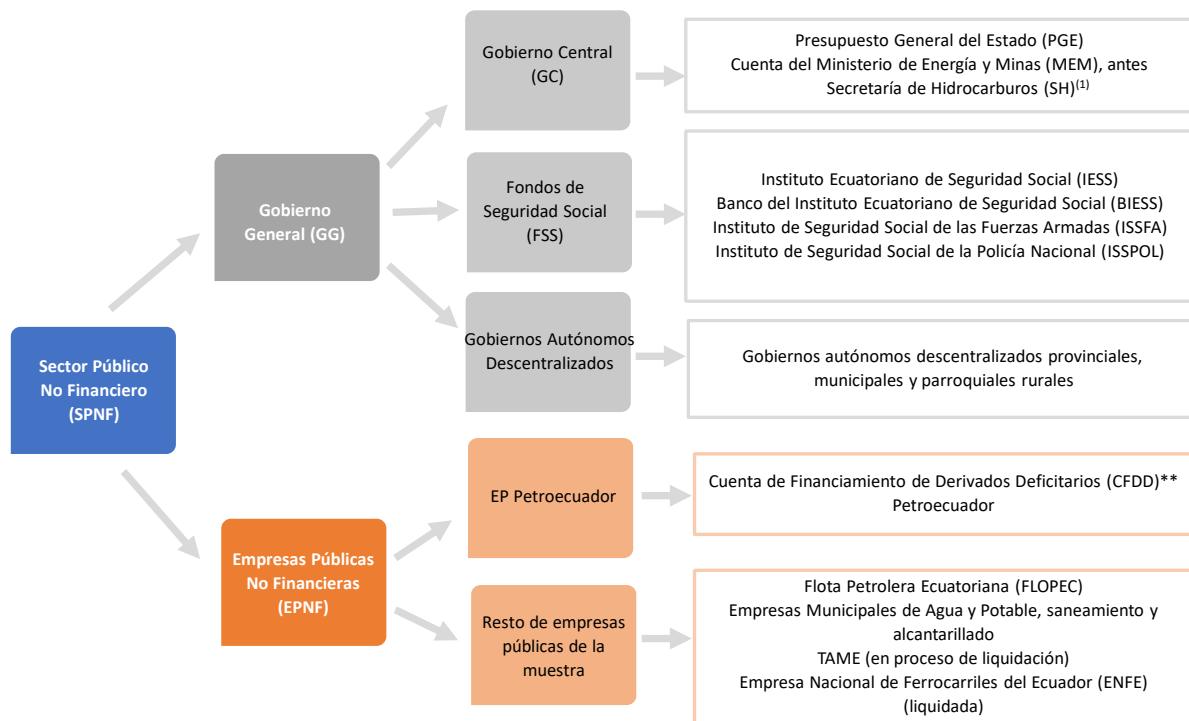 Gobierno Central
(GC)
Presupuesto General del Estado (PGE)
Cuenta del Ministerio de Energía y Minas (MEM), antes
Secretaría de Hidrocarburos (SH)(1)
Gobierno
General (GG)
Fondos de
Seguridad Social
(FSS)
Instituto Ecuatoriano de Seguridad Social (IESS)
Banco del Instituto Ecuatoriano de Seguridad Social (BIESS)
Instituto de Seguridad Social de las Fuerzas Armadas (ISSFA)
Instituto de Seguridad Social de la Policía Nacional (ISSPOL)
Gobiernos Autónomos
Descentralizados
Gobiernos autónomos descentralizados provinciales,
municipales y parroquiales rurales
Sector Público
No Financiero
(SPNF)
EP Petroecuador
Cuenta de Financiamiento de Derivados Deficitarios (CFDD)**
Petroecuador
Empresas Públicas
No Financieras
(EPNF)
Resto de empresas
públicas de la
muestra
Flota Petrolera Ecuatoriana (FLOPEC)
Empresas Municipales de Agua y Potable, saneamiento y
alcantarillado
TAME (en proceso de liquidación)
Empresa Nacional de Ferrocarriles del Ecuador (ENFE)
(liquidada)